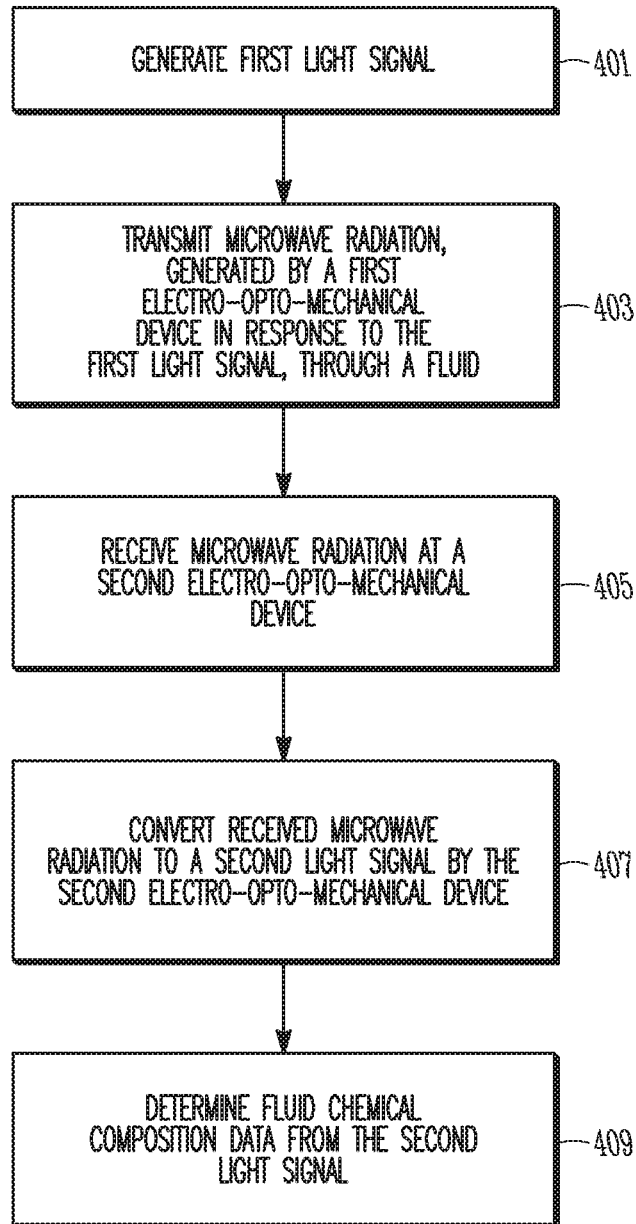 GENERATE FIRST LIGHT SIGNAL
401
TRANSMIT MICROWAVE RADIATION,
GENERATED BY A FIRST
ELECTRO-OPTO-MECHANICAL
DEVICE IN RESPONSE TO THE
FIRST LIGHT SIGNAL, THROUGH A FLUID
403
RECEIVE MICROWAVE RADIATION AT A
SECOND ELECTRO-OPTO-MECHANICAL
DEVICE
405
CONVERT RECEIVED MICROWAVE
RADIATION TO A SECOND LIGHT SIGNAL BY THE
SECOND ELECTRO-OPTO-MECHANICAL DEVICE
407
DETERMINE FLUID CHEMICAL
COMPOSITION DATA FROM THE SECOND
LIGHT SIGNAL
409